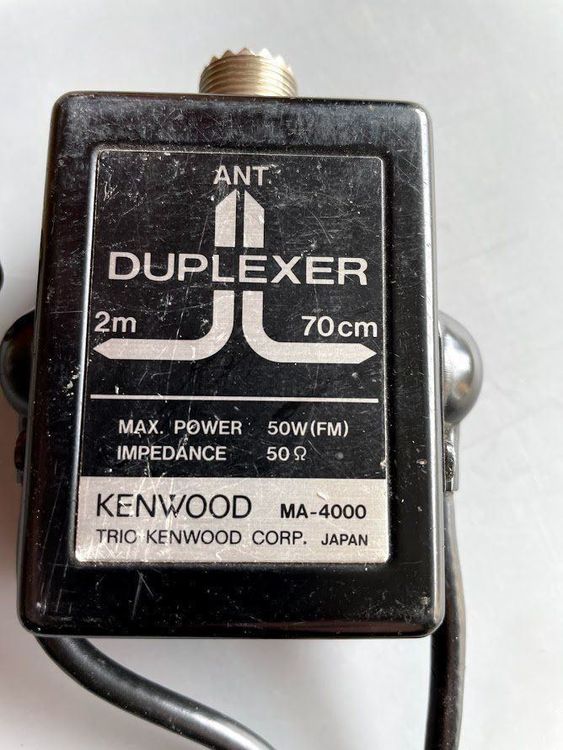 ANT.
DUPLEXER
2m 70cm
MAX. POWER 50W(FM)
IMPEDANCE 50Ω
KENWOOD MA-4000
TRIO KENWOOD CORP. JAPAN